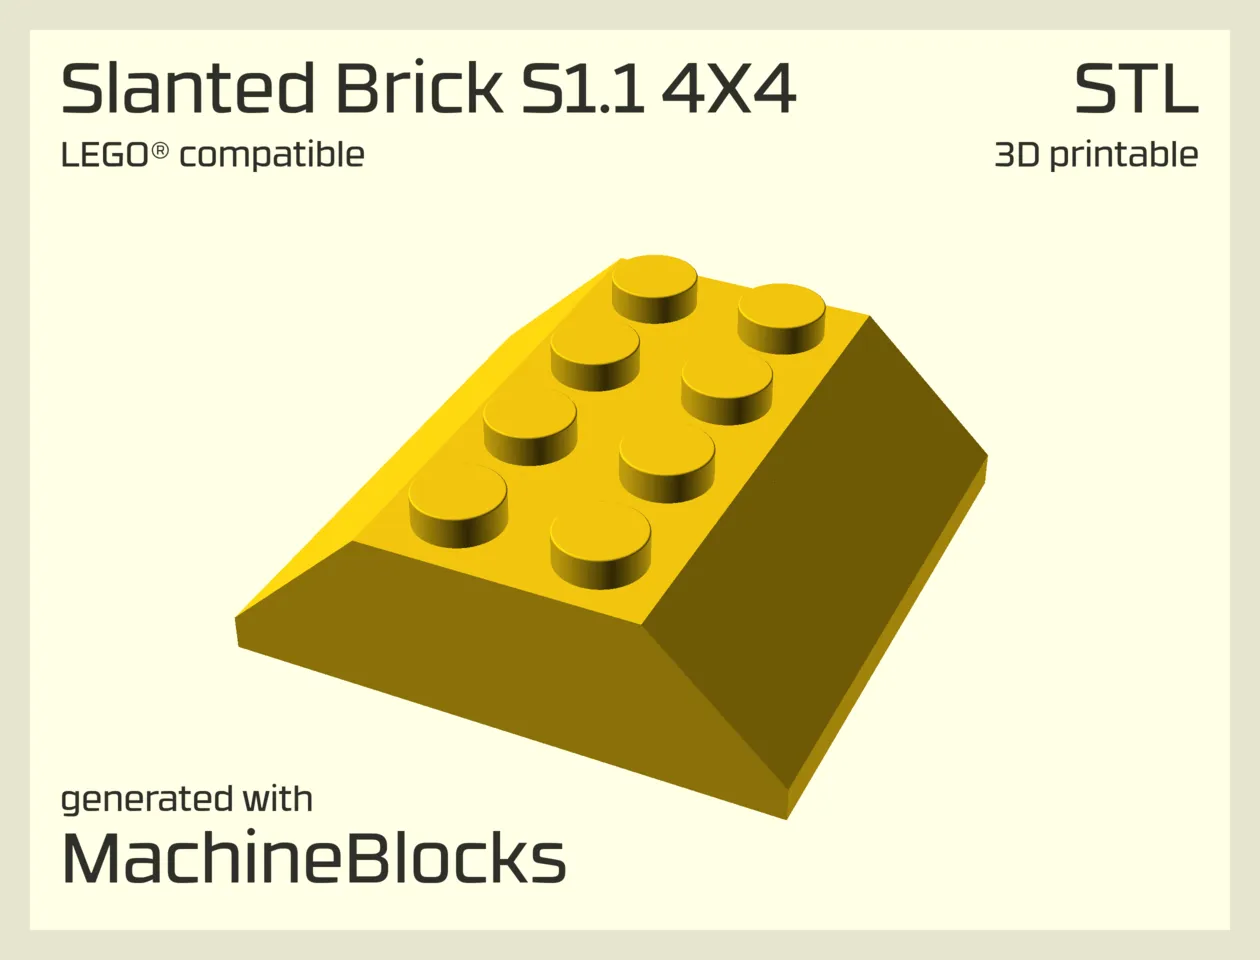 Slanted Brick S1.1 4X4
STL
LEGO® compatible
3D printable
generated with
MachineBlocks